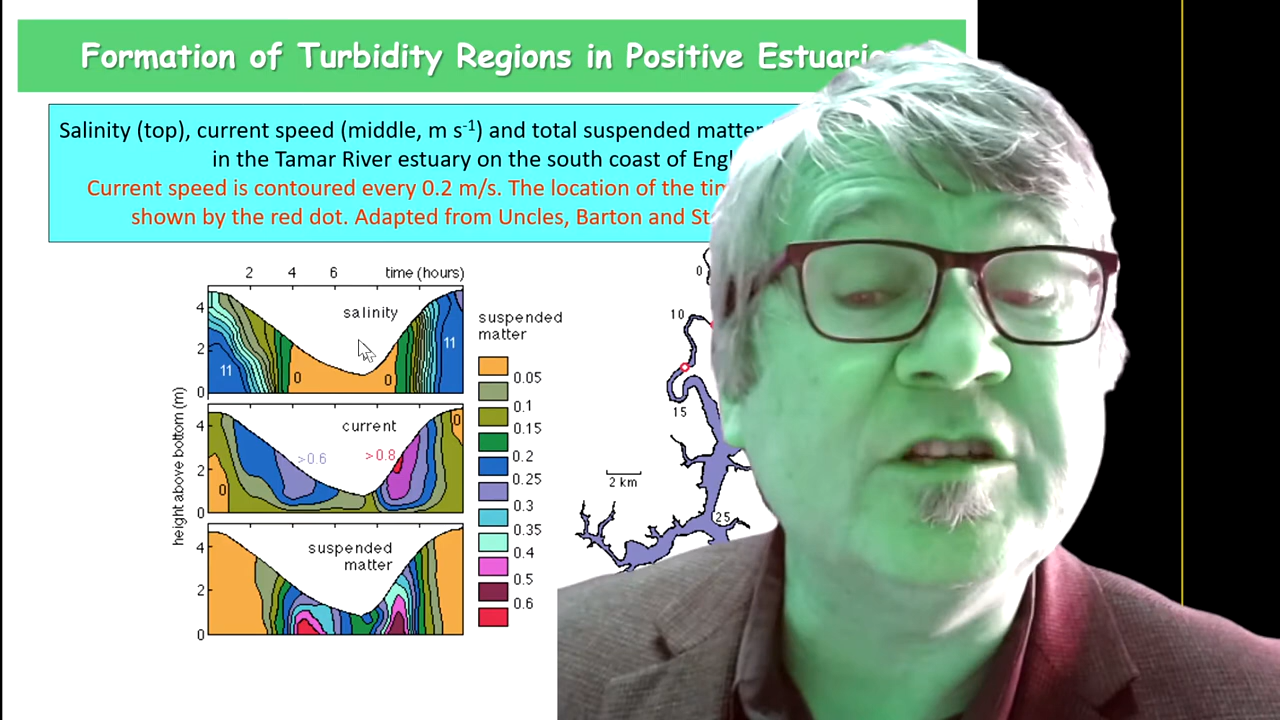 Formation of Turbidity Regions in Positive
Salinity (top), current speed (middle, m s-1) and total suspended matter
in the Tamar River estuary on the south coast of
Current speed is contoured every 0.2 m/s. The location of the
shown by the red dot. Adapted from Uncles, Barton and
2 4 6 time (hours)
salinity
4
2
0
11
0
0
11
height above bottom (m)
current
4
2
0
0
>0.6
>0.8
0
suspended
matter
4
2
0
suspended
matter
0.05
0.1
0.15
0.2
0.25
0.3
0.35
0.4
0.5
0.6
0
10
15
2 km
25